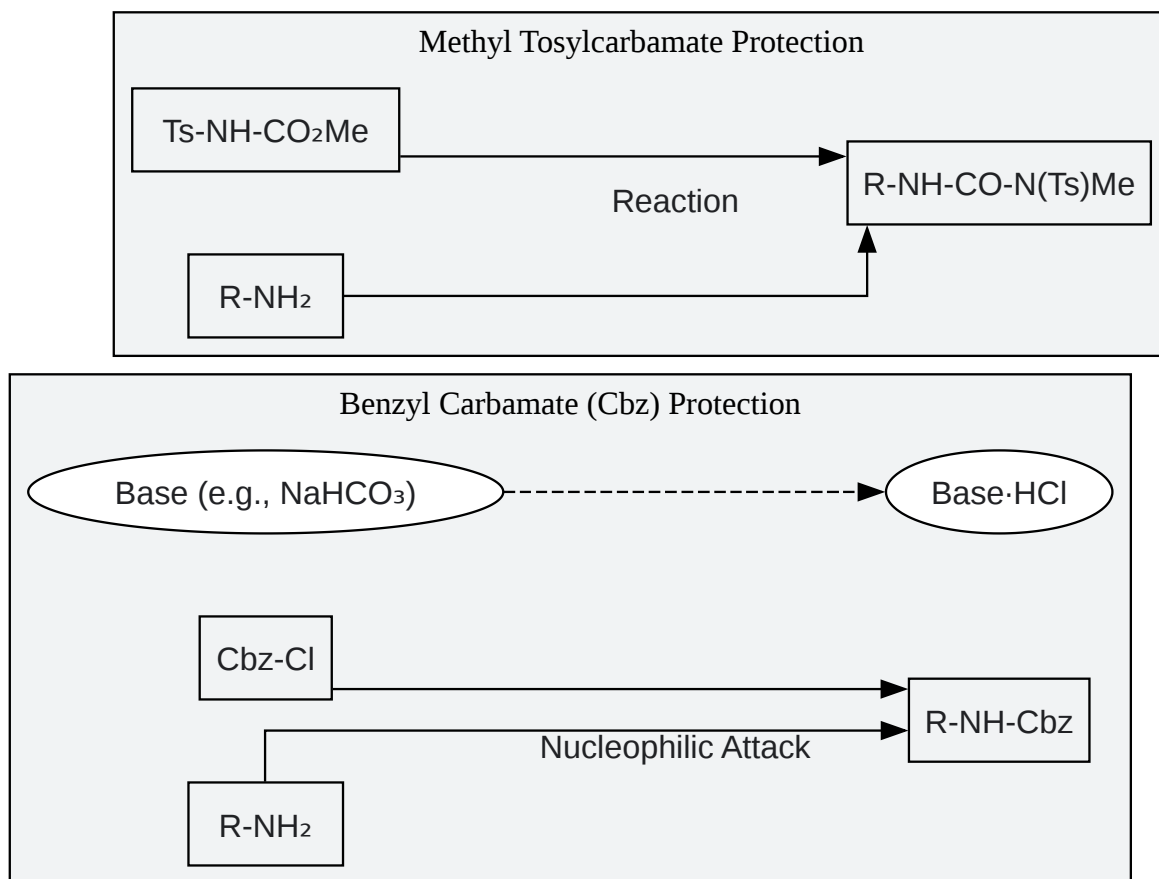 Methyl Tosylcarbamate Protection
Ts-NH-CO₂Me
R-NH-CO-N(Ts)Me
Reaction
R-NH₂
Benzyl Carbamate (Cbz) Protection
Base (e.g., NaHCO₃)
Base·HCl
Cbz-Cl
R-NH-Cbz
Nucleophilic Attack
R-NH₂